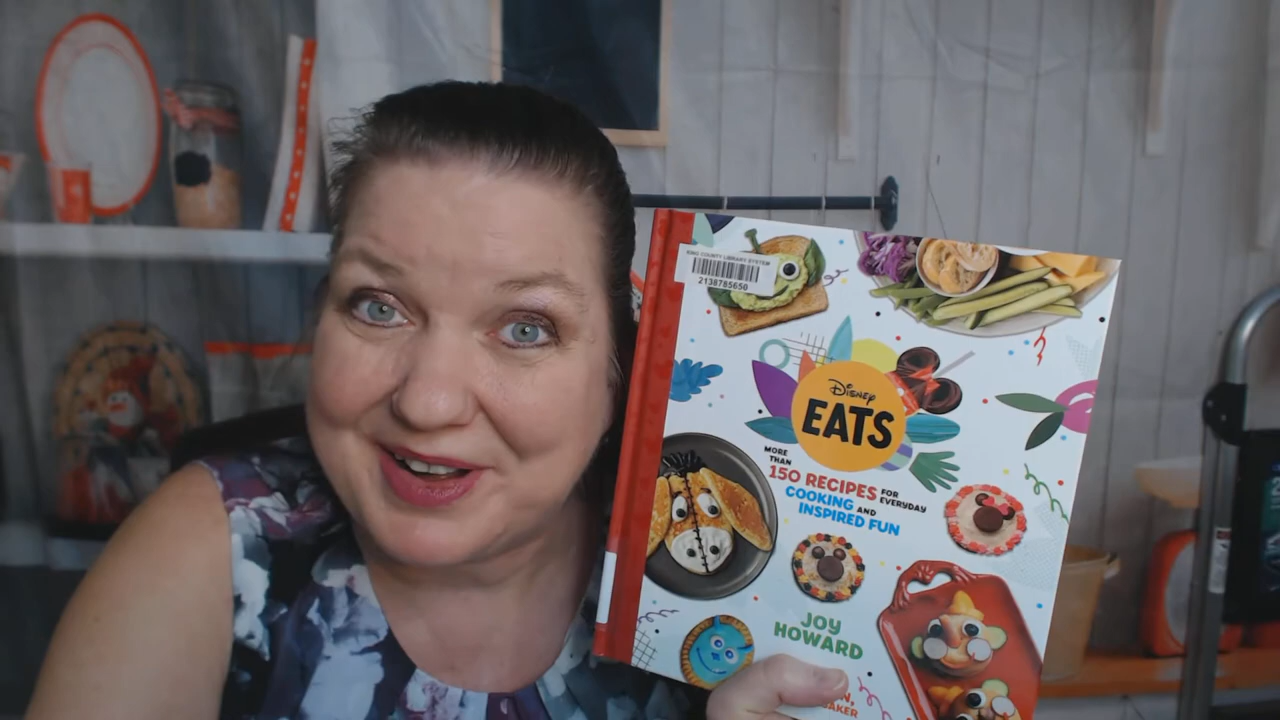 KING COUNTY LIBRARY SYSTEM
2138785650
Disney
EATS
MORE
THAN
150 RECIPES FOR
EVERYDAY
COOKING AND
INSPIRED FUN
JOY
HOWARD